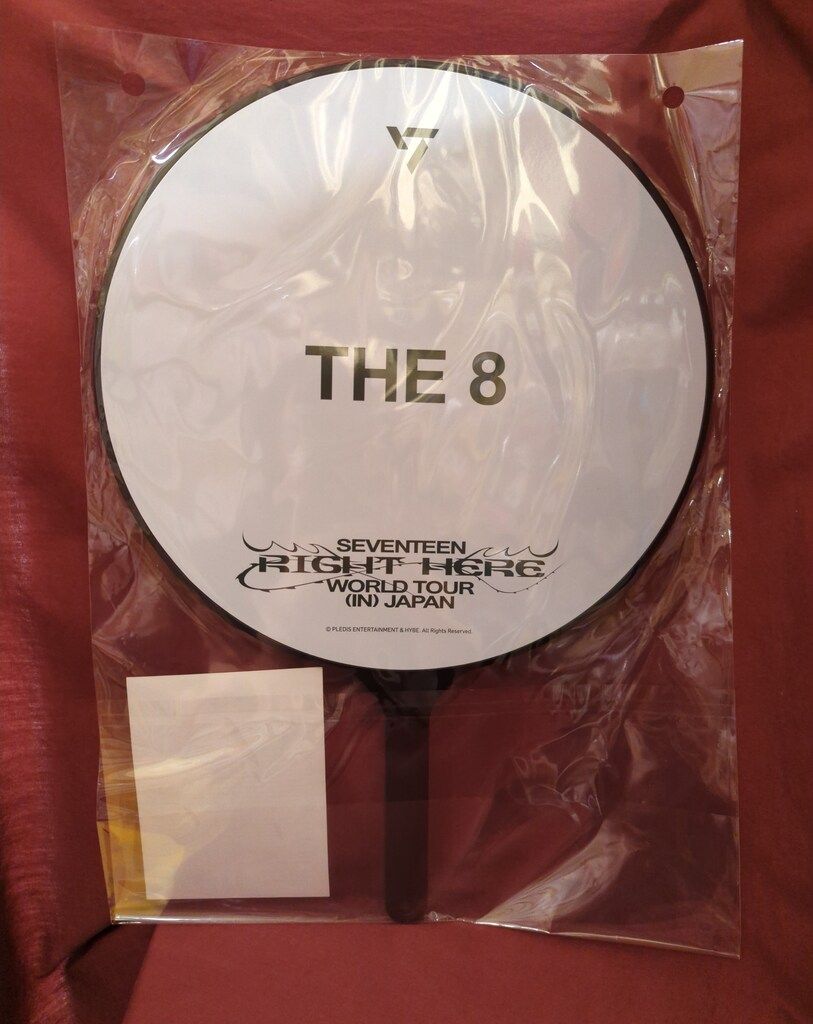 THE 8
SEVENTEEN
RIGHT HERE
WORLD TOUR
(IN) JAPAN
© PLEDIS ENTERTAINMENT & HYBE. All Rights Reserved.